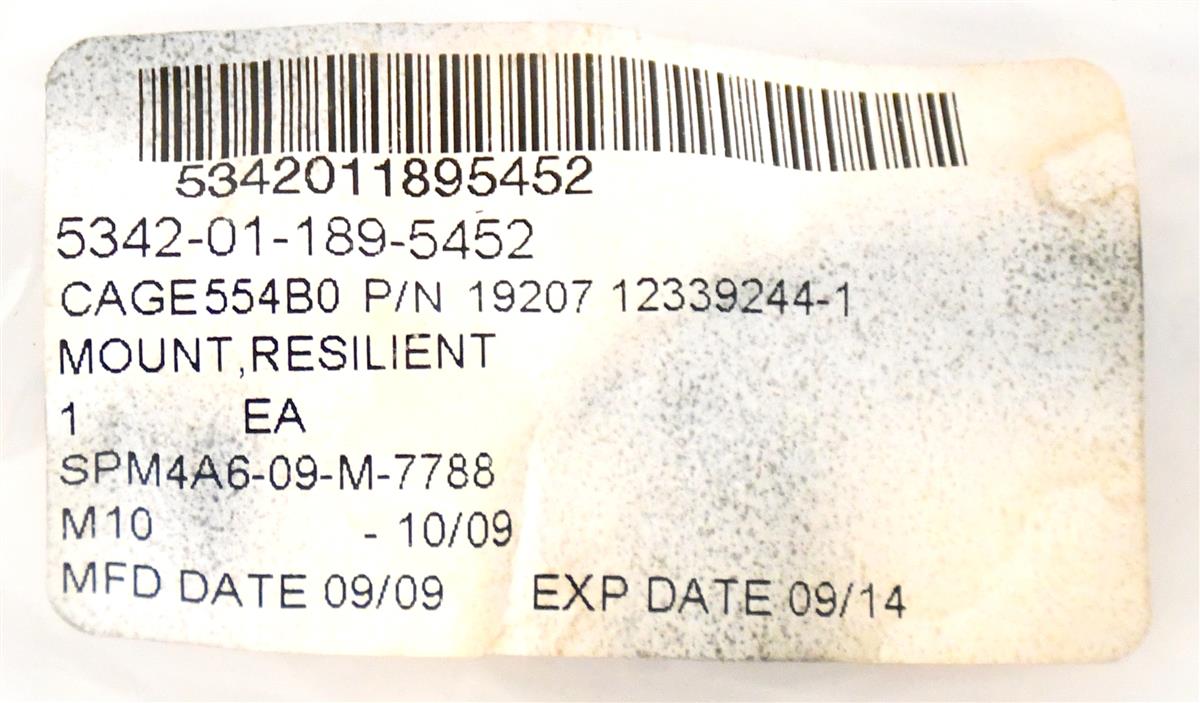 5342011895452
5342-01-189-5452
CAGE554B0 P/N 19207 12339244-1
MOUNT,RESILIENT
1 EA
SPM4A6-09-M-7788
M10 - 10/09
MFD DATE 09/09 EXP DATE 09/14